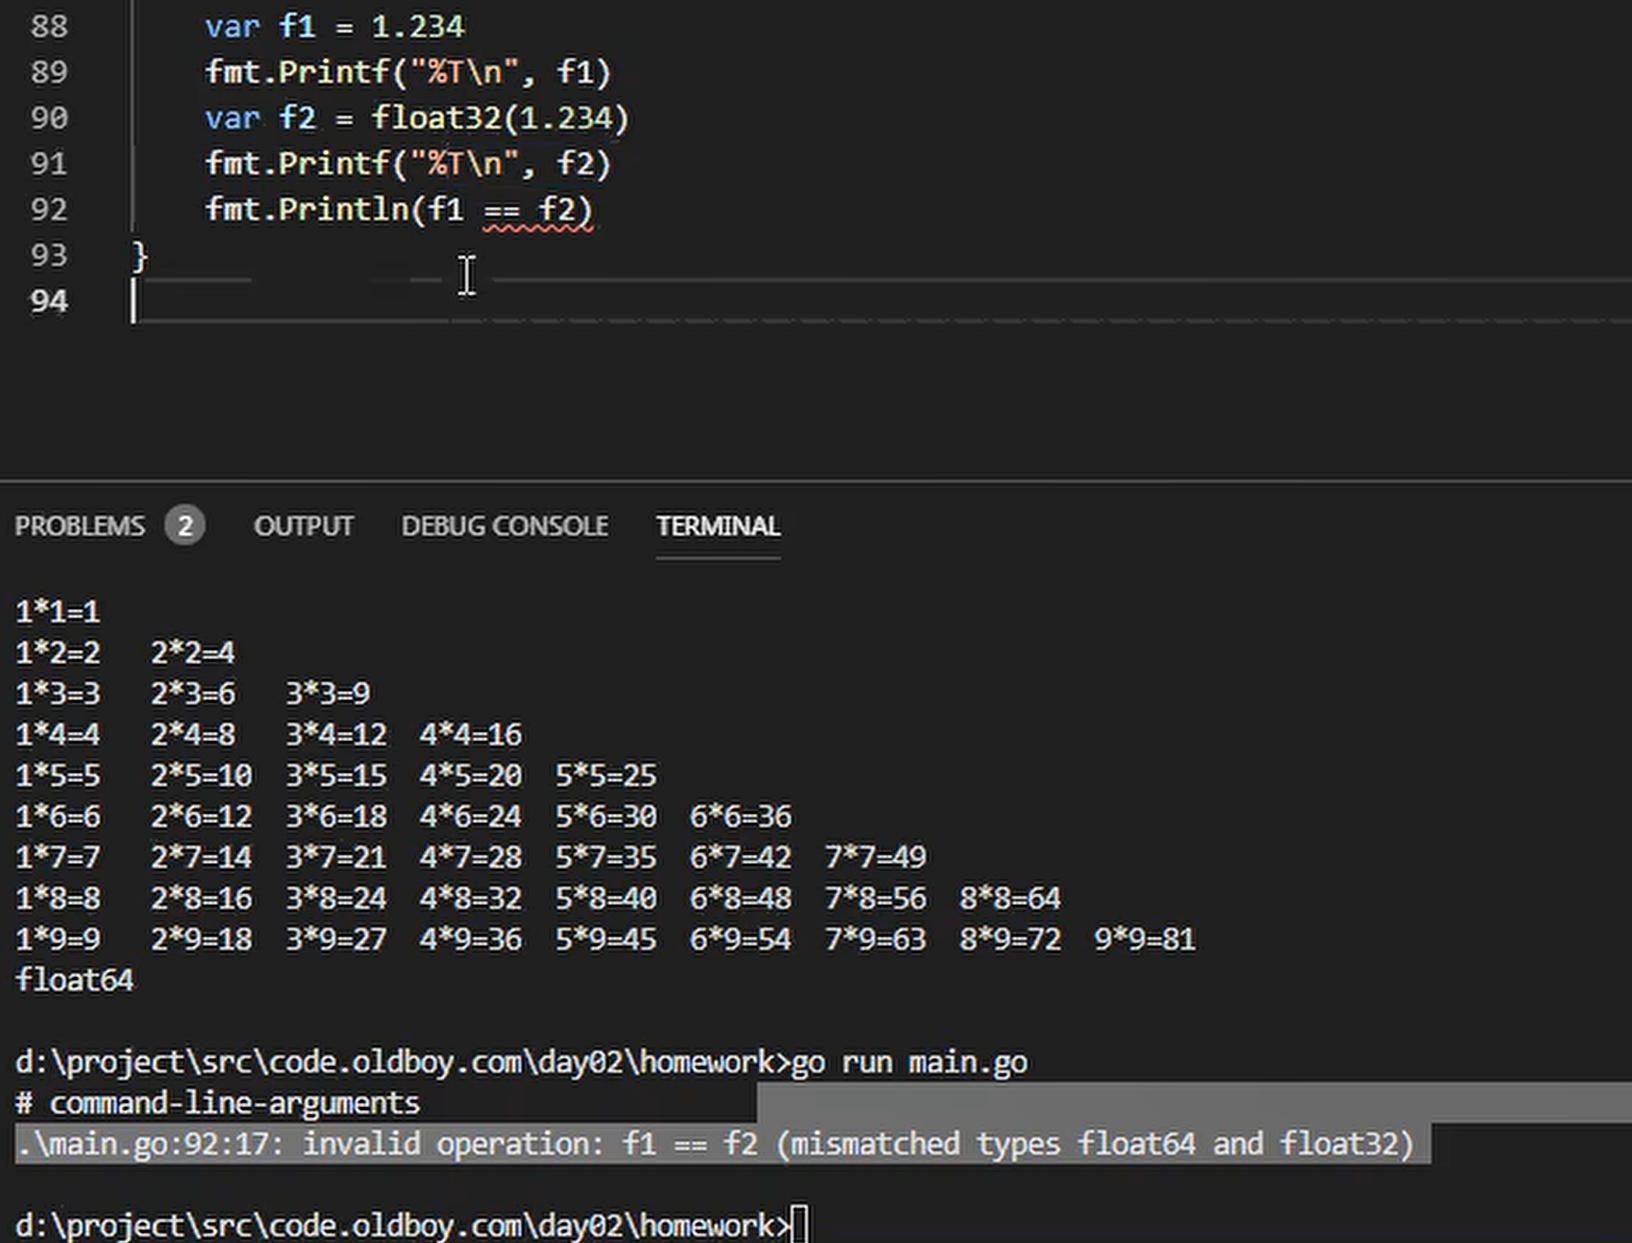 88 var f1 = 1.234
89 fmt.Printf("%T\n", f1)
90 var f2 = float32(1.234)
91 fmt.Printf("%T\n", f2)
92 fmt.Println(f1 == f2)
93 }
94
PROBLEMS 2 OUTPUT DEBUG CONSOLE TERMINAL
1*1=1
1*2=2 2*2=4
1*3=3 2*3=6 3*3=9
1*4=4 2*4=8 3*4=12 4*4=16
1*5=5 2*5=10 3*5=15 4*5=20 5*5=25
1*6=6 2*6=12 3*6=18 4*6=24 5*6=30 6*6=36
1*7=7 2*7=14 3*7=21 4*7=28 5*7=35 6*7=42 7*7=49
1*8=8 2*8=16 3*8=24 4*8=32 5*8=40 6*8=48 7*8=56 8*8=64
1*9=9 2*9=18 3*9=27 4*9=36 5*9=45 6*9=54 7*9=63 8*9=72 9*9=81
float64
d:\project\src\code.oldboy.com\day02\homework>go run main.go
# command-line-arguments
.\main.go:92:17: invalid operation: f1 == f2 (mismatched types float64 and float32)
d:\project\src\code.oldboy.com\day02\homework>